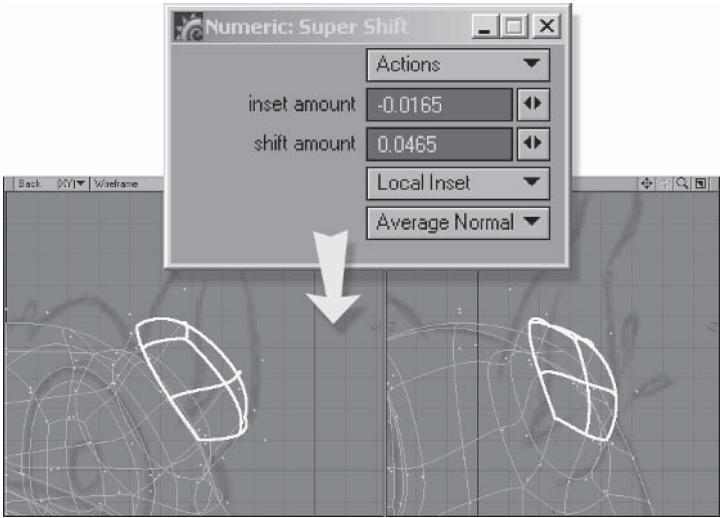 Numeric: Super Shift
Actions
inset amount -0.0165
shift amount 0.0465
Local Inset
Average Normal
Back (XY) Wireframe